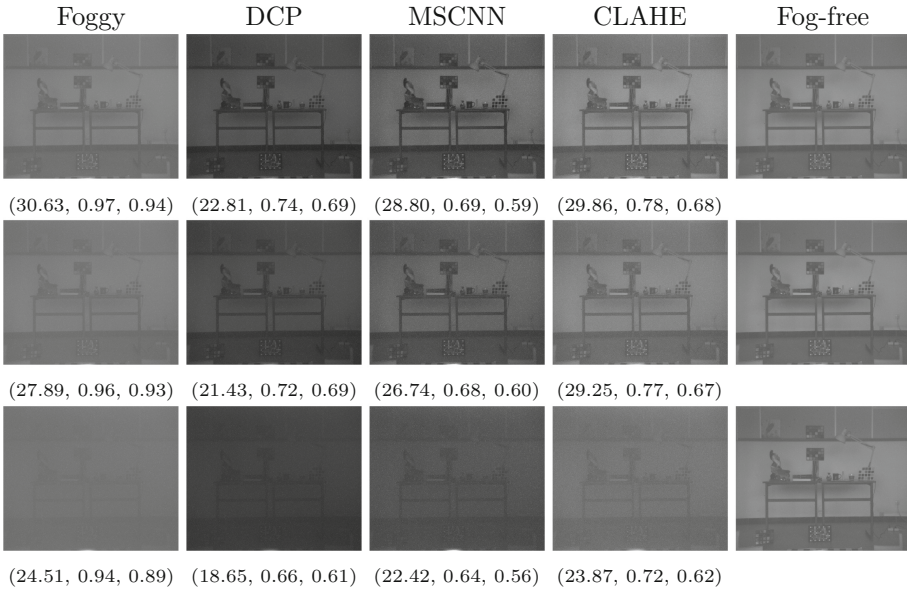 Foggy DCP MSCNN CLAHE Fog-free
(30.63, 0.97, 0.94) (22.81, 0.74, 0.69) (28.80, 0.69, 0.59) (29.86, 0.78, 0.68)
(27.89, 0.96, 0.93) (21.43, 0.72, 0.69) (26.74, 0.68, 0.60) (29.25, 0.77, 0.67)
(24.51, 0.94, 0.89) (18.65, 0.66, 0.61) (22.42, 0.64, 0.56) (23.87, 0.72, 0.62)